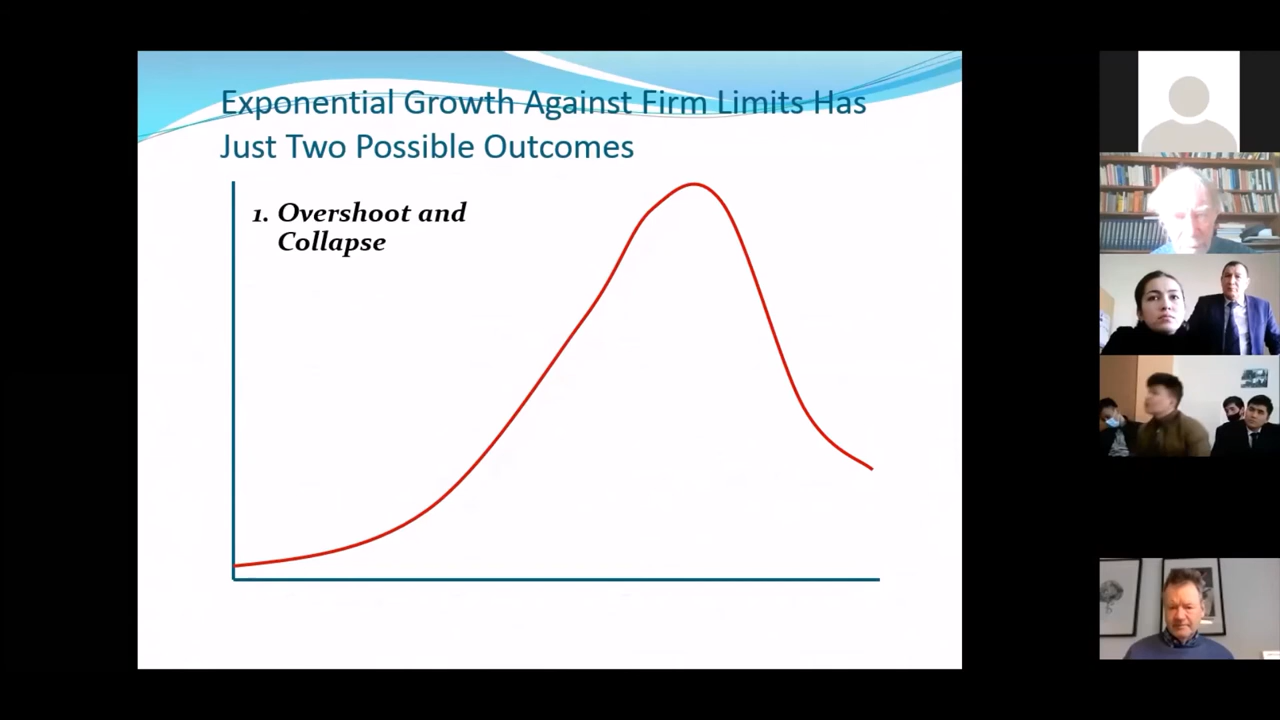 Exponential Growth Against Firm Limits Has
Just Two Possible Outcomes
1. Overshoot and
Collapse